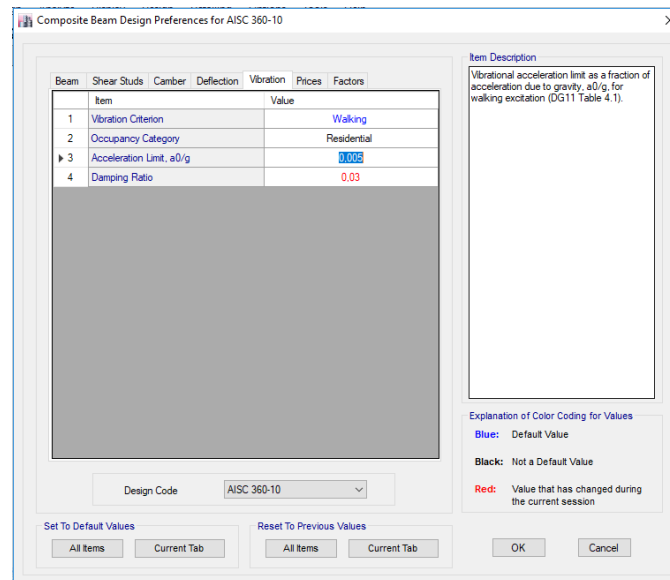 Composite Beam Design Preferences for AISC 360-10
Beam Shear Studs Camber Deflection Vibration Prices Factors
Item Value
1 Vibration Criterion Walking
2 Occupancy Category Residential
3 Acceleration Limit, a0/g 0,005
4 Damping Ratio 0,03
Item Description
Vibrational acceleration limit as a fraction of
acceleration due to gravity, a0/g, for
walking excitation (DG11 Table 4.1).
Explanation of Color Coding for Values
Blue: Default Value
Black: Not a Default Value
Red: Value that has changed during
the current session
Design Code AISC 360-10
Set To Default Values
All Items Current Tab
Reset To Previous Values
All Items Current Tab
OK Cancel